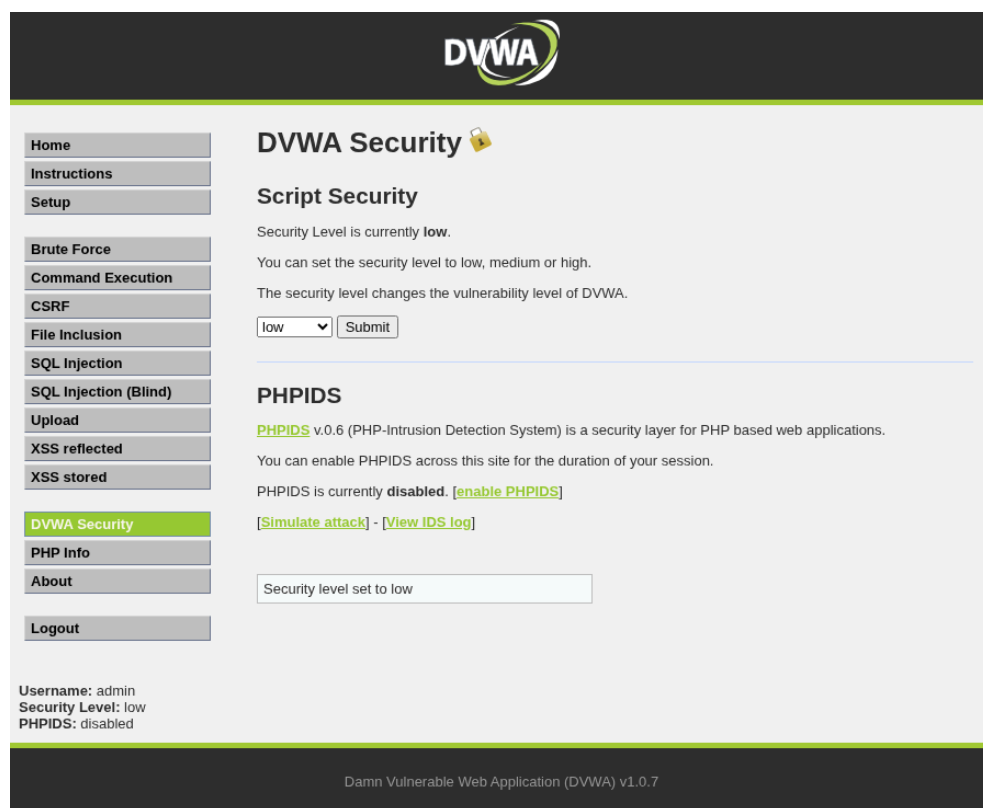 DVWA
Home
Instructions
Setup
Brute Force
Command Execution
CSRF
File Inclusion
SQL Injection
SQL Injection (Blind)
Upload
XSS reflected
XSS stored
DVWA Security
PHP Info
About
Logout
Username: admin
Security Level: low
PHPIDS: disabled
DVWA Security
Script Security
Security Level is currently low.
You can set the security level to low, medium or high.
The security level changes the vulnerability level of DVWA.
low Submit
PHPIDS
PHPIDS v.0.6 (PHP-Intrusion Detection System) is a security layer for PHP based web applications.
You can enable PHPIDS across this site for the duration of your session.
PHPIDS is currently disabled. [enable PHPIDS]
[Simulate attack] - [View IDS log]
Security level set to low
Damn Vulnerable Web Application (DVWA) v1.0.7